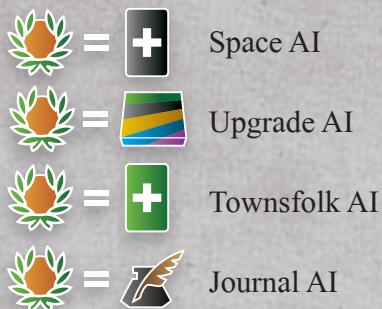 = + Space AI
= Upgrade AI
= + Townsfolk AI
= Journal AI